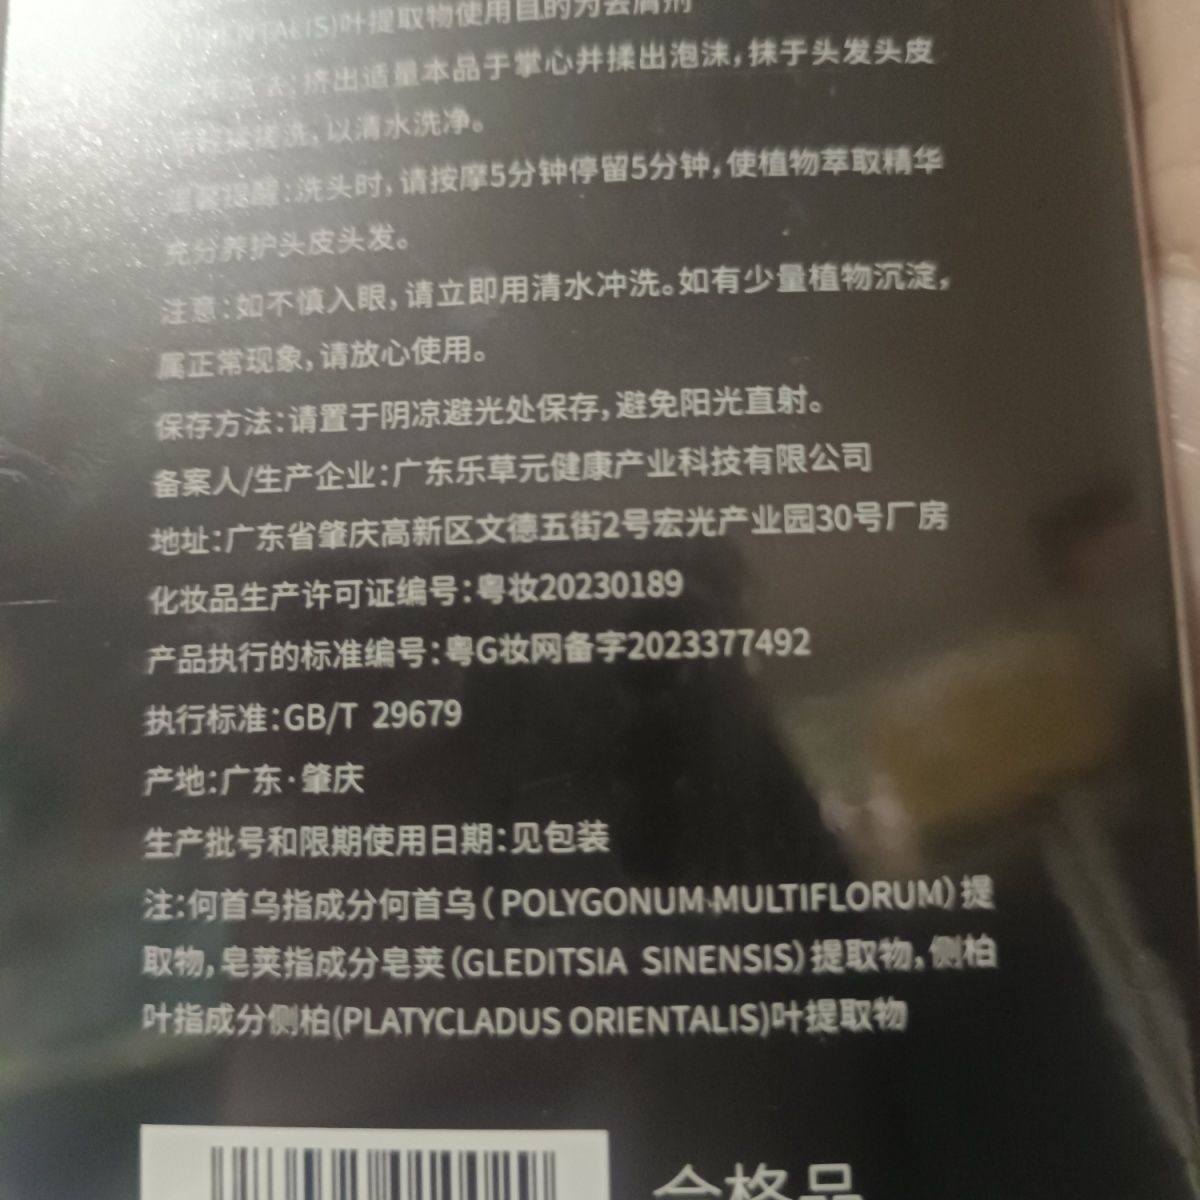 ORIENTALIS)叶提取物使用目的为去屑剂
挤出适量本品于掌心并揉出泡沫，抹于头发头皮
搓洗，以清水洗净。
温馨提醒：洗头时，请按摩5分钟停留5分钟，使植物萃取精华
充分养护头皮头发。
注意：如不慎入眼，请立即用清水冲洗。如有少量植物沉淀，
属正常现象，请放心使用。
保存方法：请置于阴凉避光处保存，避免阳光直射。
备案人/生产企业：广东乐草元健康产业科技有限公司
地址：广东省肇庆高新区文德五街2号宏光产业园30号厂房
化妆品生产许可证编号：粤妆20230189
产品执行的标准编号：粤G妆网备字2023377492
执行标准：GB/T 29679
产地：广东·肇庆
生产批号和限期使用日期：见包装
注：何首乌指成分何首乌（POLYGONUM MULTIFLORUM）提
取物，皂荚指成分皂荚（GLEDITSIA SINENSIS）提取物，侧柏
叶指成分侧柏(PLATYCLADUS ORIENTALIS)叶提取物
合格品